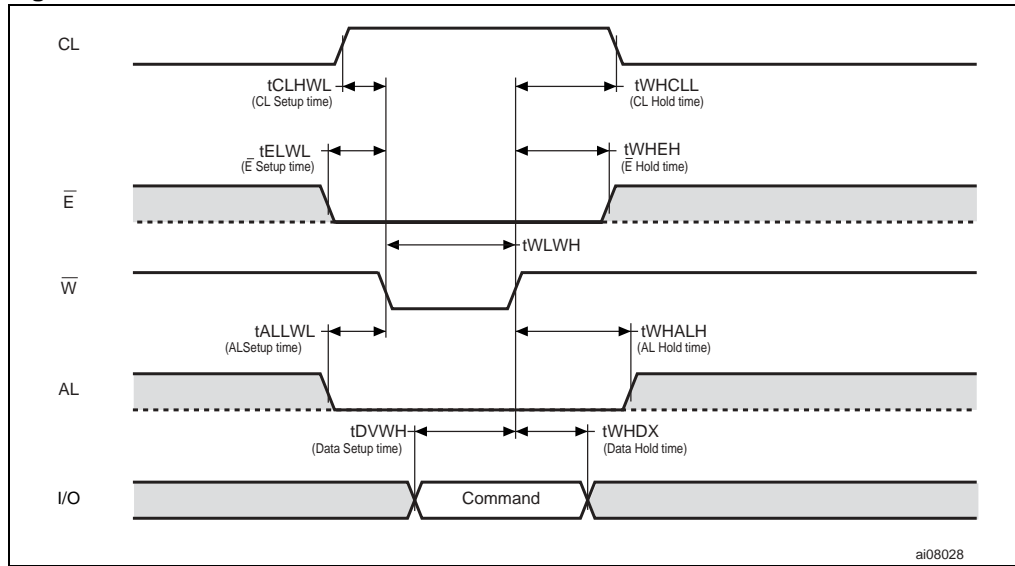 CL
tCLHWL
(CL Setup time)
tWHCLL
(CL Hold time)
tELWL
(E̅ Setup time)
tWHEH
(E̅ Hold time)
E̅
tWLWH
W̅
tALLWL
(ALSetup time)
tWHALH
(AL Hold time)
AL
tDVWH
(Data Setup time)
tWHDX
(Data Hold time)
I/O
Command
ai08028